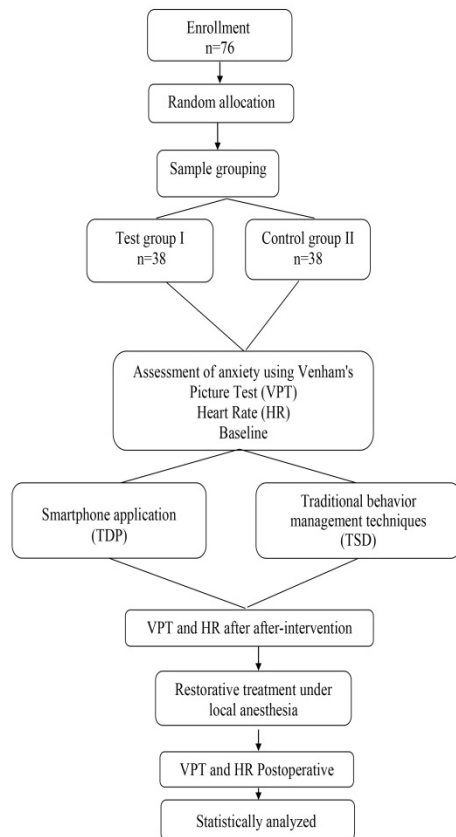 Enrollment
n=76
Random allocation
Sample grouping
Test group I
n=38
Control group II
n=38
Assessment of anxiety using Venham's
Picture Test (VPT)
Heart Rate (HR)
Baseline
Smartphone application
(TDP)
Traditional behavior
management techniques
(TSD)
VPT and HR after after-intervention
Restorative treatment under
local anesthesia
VPT and HR Postoperative
Statistically analyzed